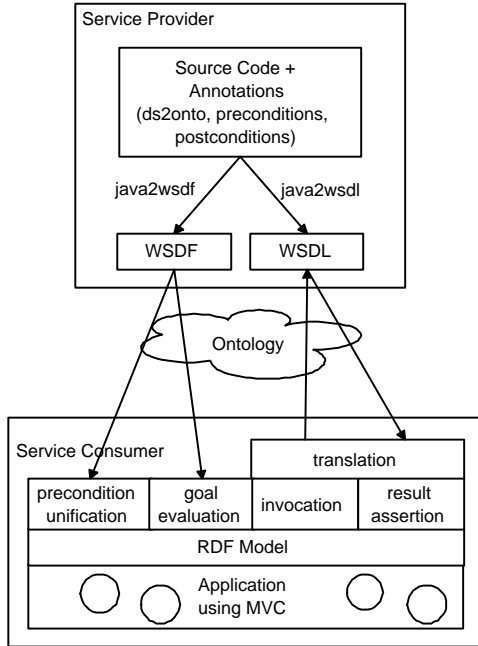 Service Provider
Source Code +
Annotations
(ds2onto, preconditions,
postconditions)
java2wsdf
java2wsdl
WSDF
WSDL
Ontology
Service Consumer
translation
precondition
unification
goal
evaluation
invocation
result
assertion
RDF Model
Application
using MVC